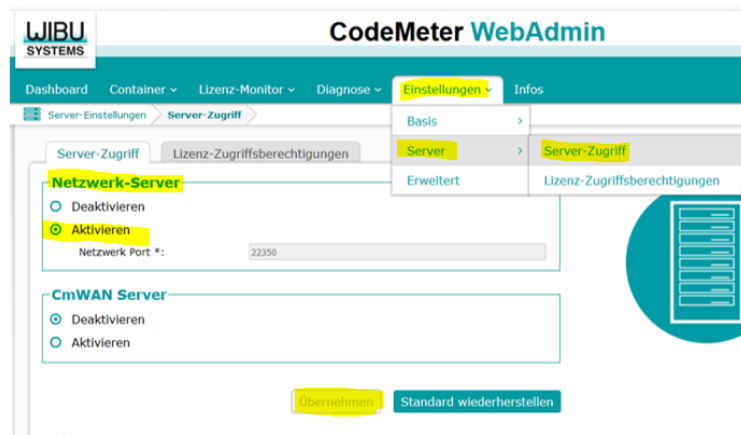 WIBU
SYSTEMS
CodeMeter WebAdmin
Dashboard Container Lizenz-Monitor Diagnose Einstellungen Infos
Server-Einstellungen Server-Zugriff
Basis
Server-Zugriff Lizenz-Zugriffsberechtigungen
Server Server-Zugriff
Erweitert Lizenz-Zugriffsberechtigungen
Netzwerk-Server
Deaktivieren
Aktivieren
Netzwerk Port *: 22350
CmWAN Server
Deaktivieren
Aktivieren
Übernehmen Standard wiederherstellen